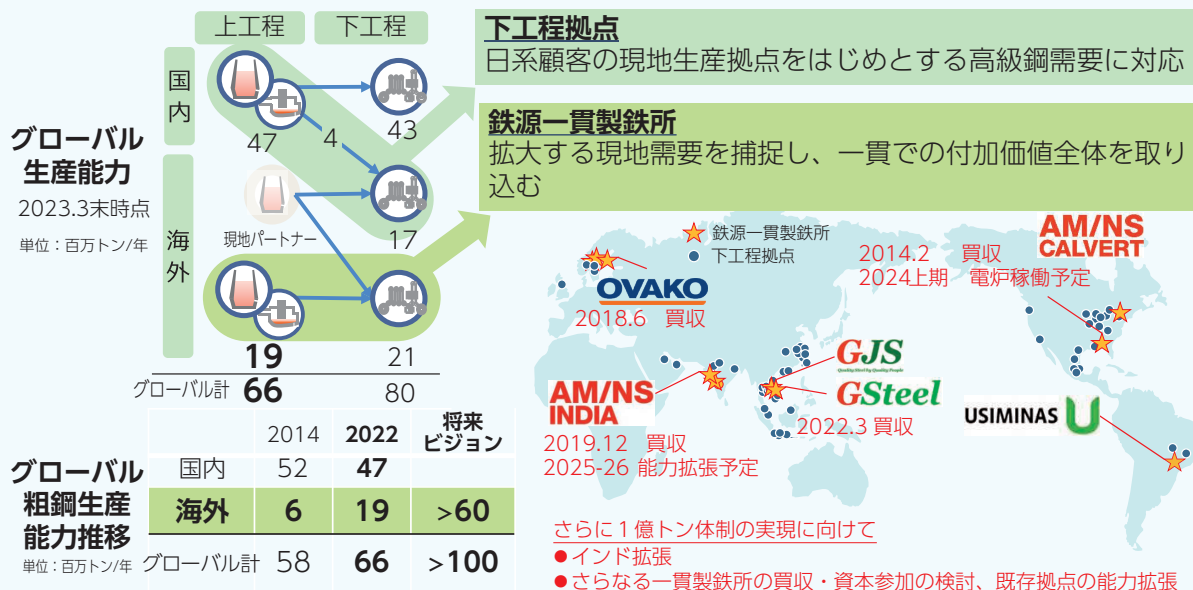 上工程
下工程
国内
47
4
43
グローバル
生産能力
2023.3末時点
単位：百万トン/年
海外
現地パートナー
17
19
21
グローバル計 66 80
下工程拠点
日系顧客の現地生産拠点をはじめとする高級鋼需要に対応
鉄源一貫製鉄所
拡大する現地需要を捕捉し、一貫での付加価値全体を取り
込む
鉄源一貫製鉄所
下工程拠点
OVAKO
2018.6 買収
AM/NS
CALVERT
2014.2 買収
2024上期 電炉稼働予定
AM/NS
INDIA
2019.12 買収
2025-26 能力拡張予定
GJS
Quality Steel by Quality People
GSteel
2022.3 買収
USIMINAS
グローバル
粗鋼生産
能力推移
単位：百万トン/年
2014 2022 将来
ビジョン
国内 52 47
海外 6 19 >60
グローバル計 58 66 >100
さらに１億トン体制の実現に向けて
●インド拡張
●さらなる一貫製鉄所の買収・資本参加の検討、既存拠点の能力拡張